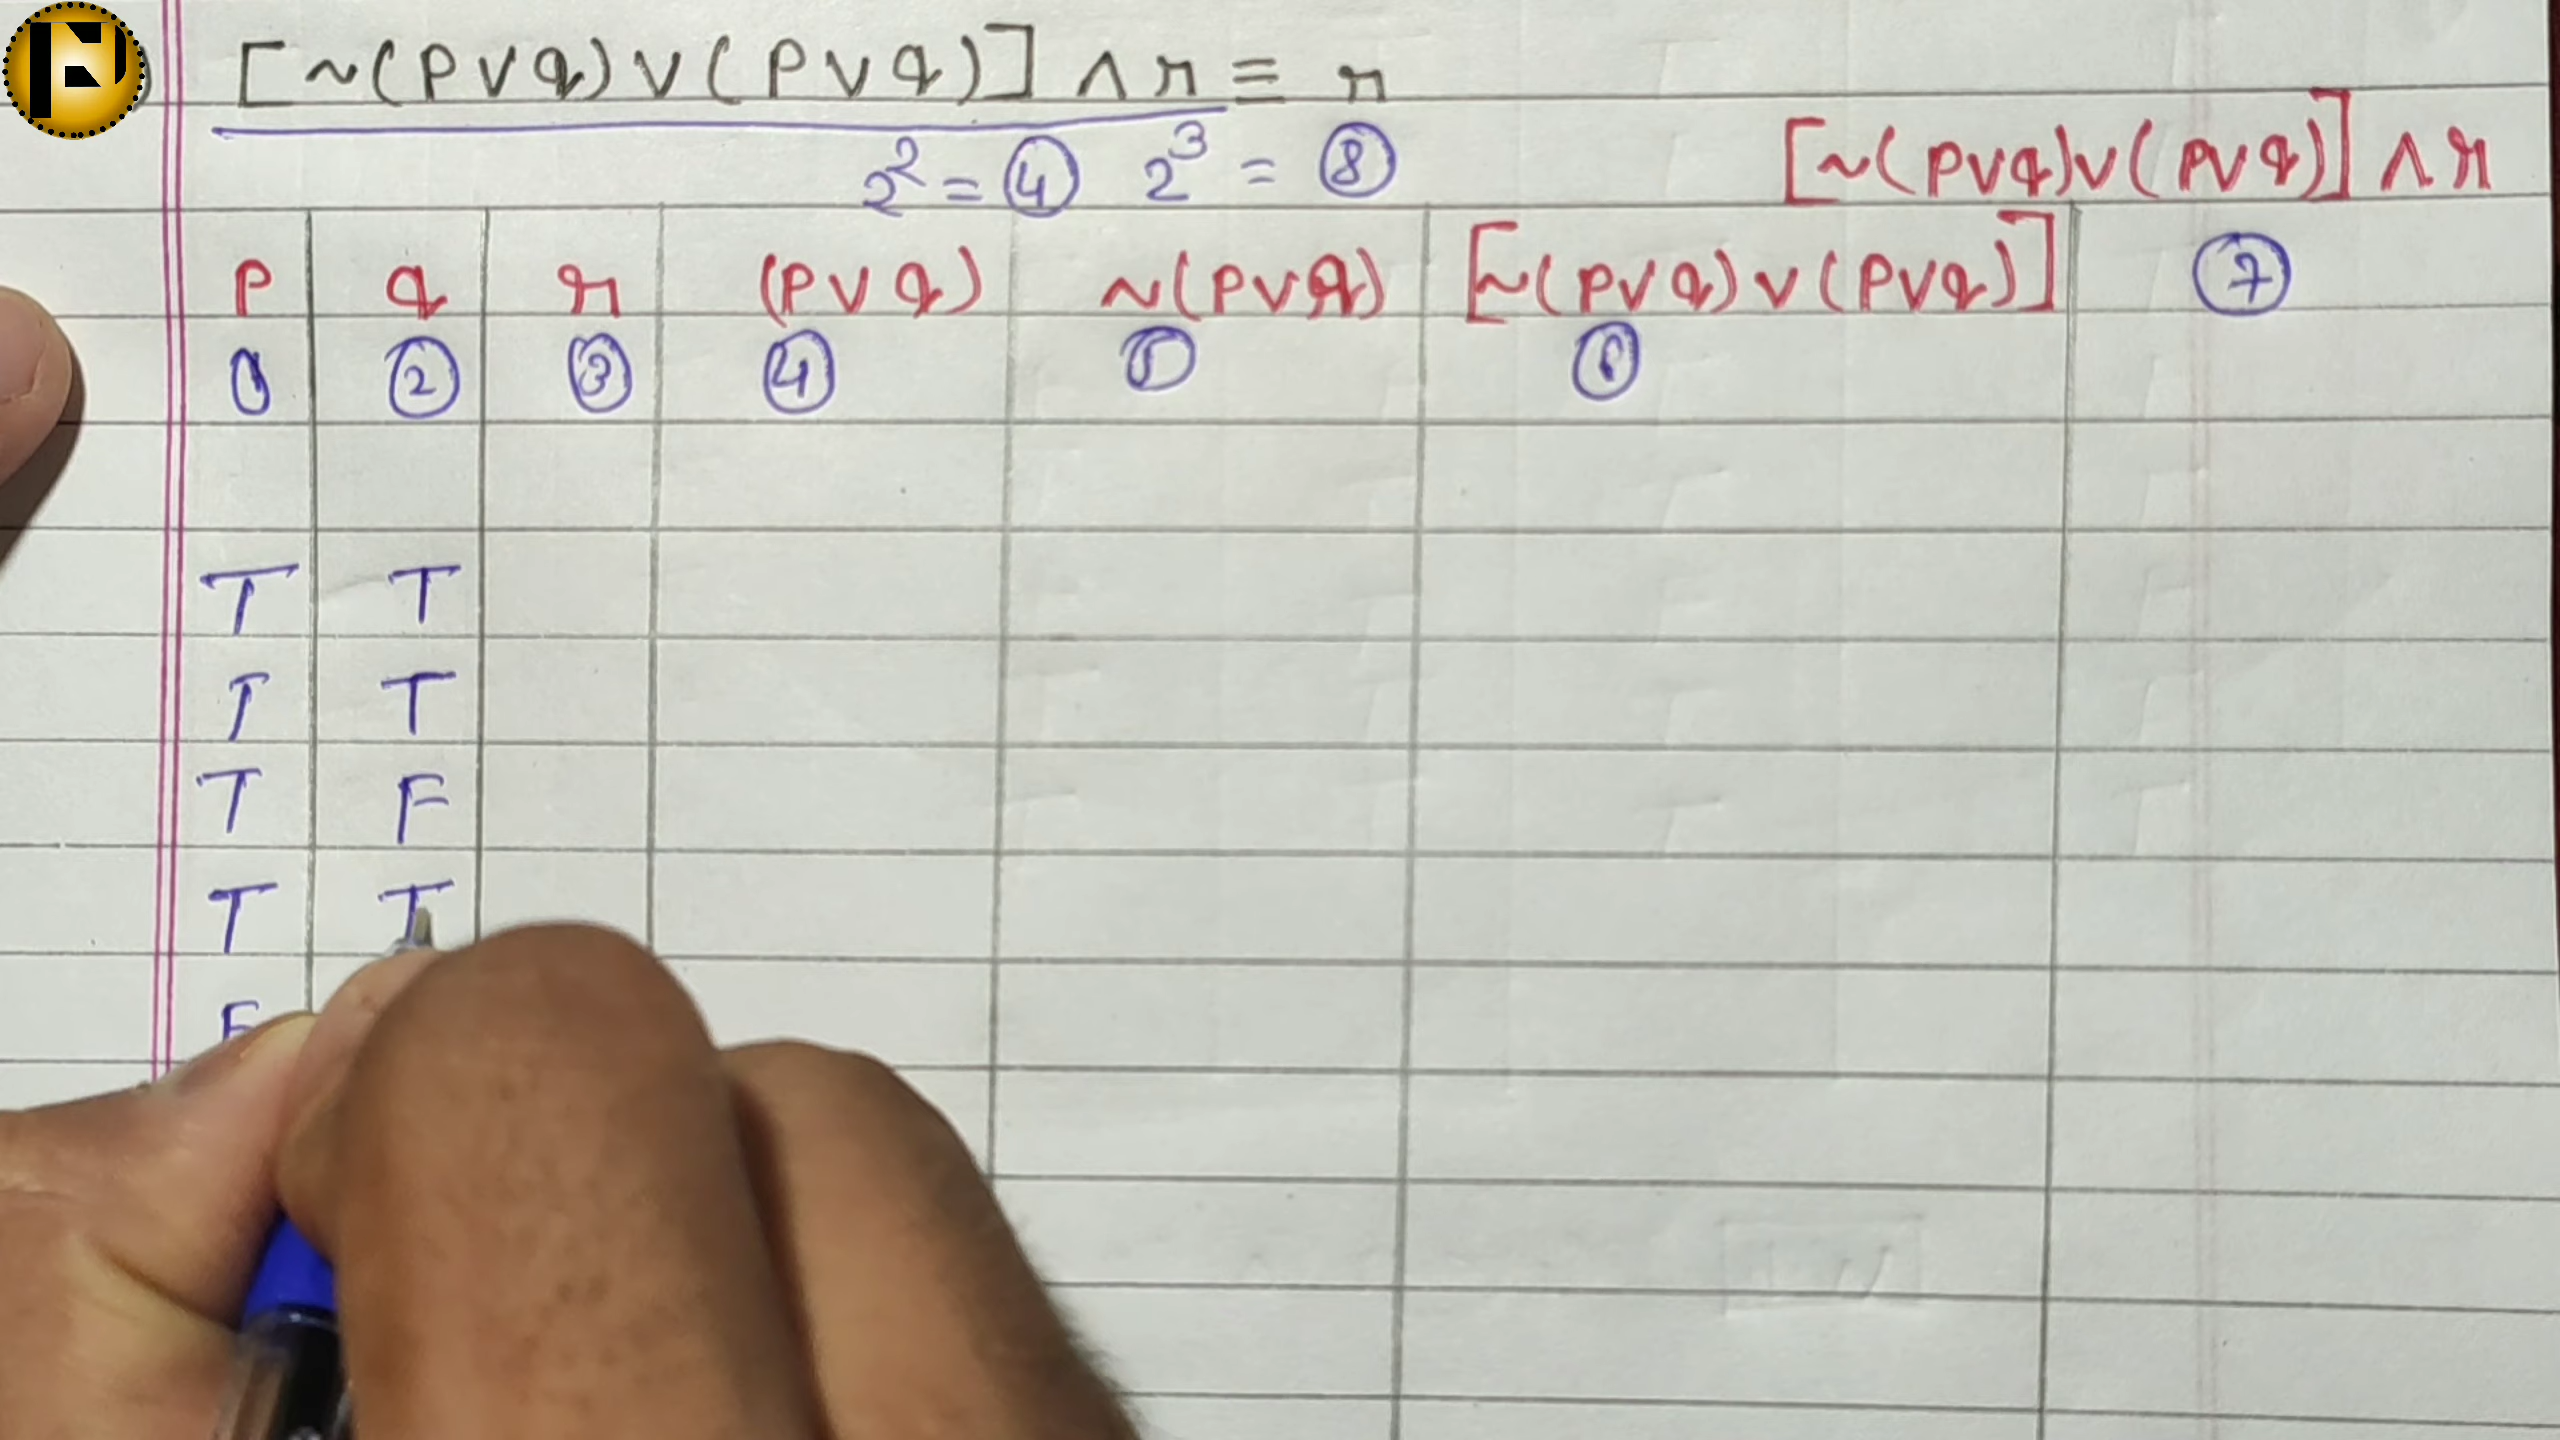 [~(P∨q)∨(P∨q)] ∧ r ≡ r
2² = 4 2³ = 8
[~(P∨q)∨(P∨q)] ∧ r
P q r (P∨q) ~(P∨q) [~(P∨q)∨(P∨q)] 7
1 2 3 4 5 6
T T
T T
T F
T T
F